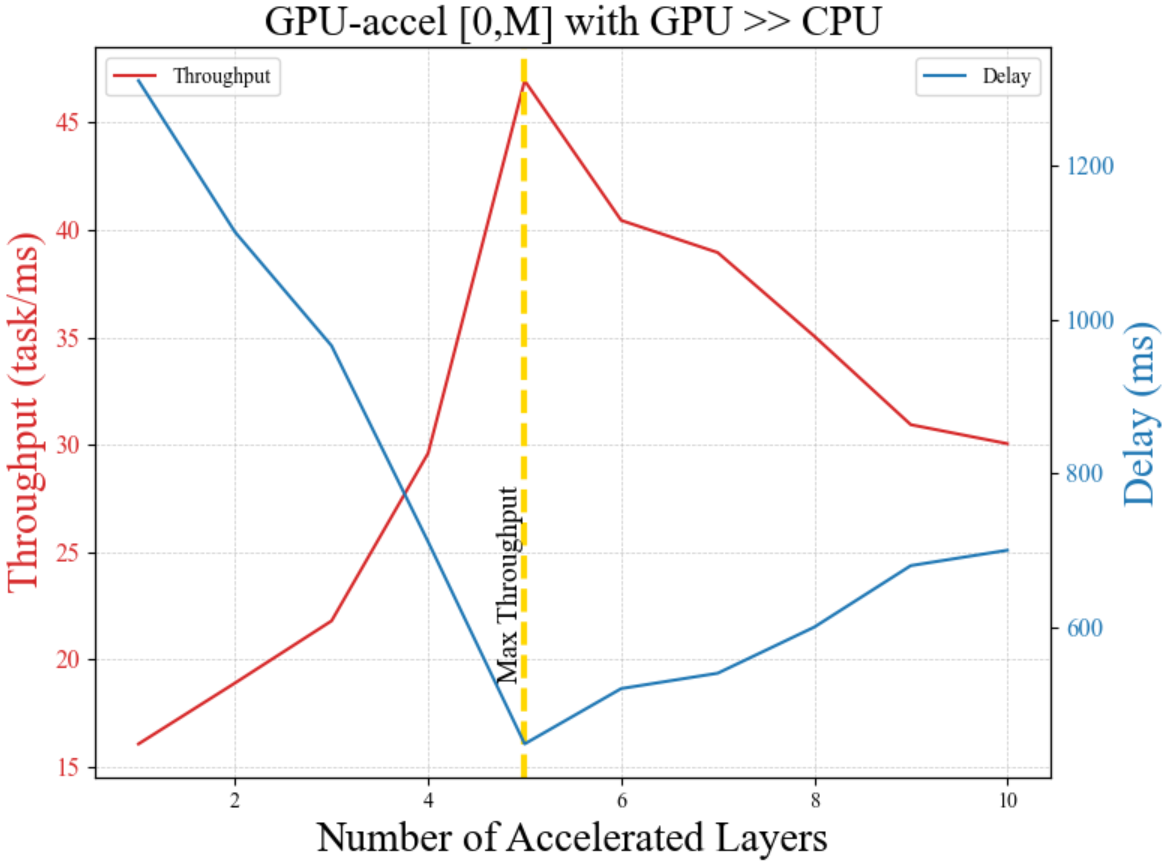 GPU-accel [0,M] with GPU >> CPU
Throughput
Delay
45
40
35
30
25
20
15
Throughput (task/ms)
1200
1000
800
600
Delay (ms)
Max Throughput
2
4
6
8
10
Number of Accelerated Layers